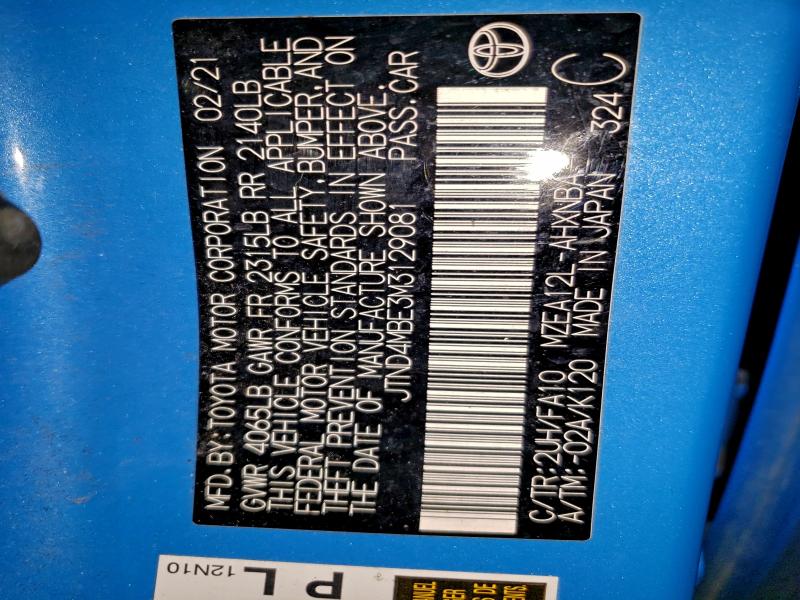 MFD. BY: TOYOTA MOTOR CORPORATION 02/21
GVWR 4065LB GAWR FR 2315LB RR 2140LB
THIS VEHICLE CONFORMS TO ALL APPLICABLE
FEDERAL MOTOR VEHICLE SAFETY, BUMPER, AND
THEFT PREVENTION STANDARDS IN EFFECT ON
THE DATE OF MANUFACTURE SHOWN ABOVE.
JTND4MBE3M3129081 PASS. CAR
C/TR: 2UH/FA10 MZEA12L-AHXNBA
A/TM: -02A/K120 MADE IN JAPAN 324 C
P L
12N10